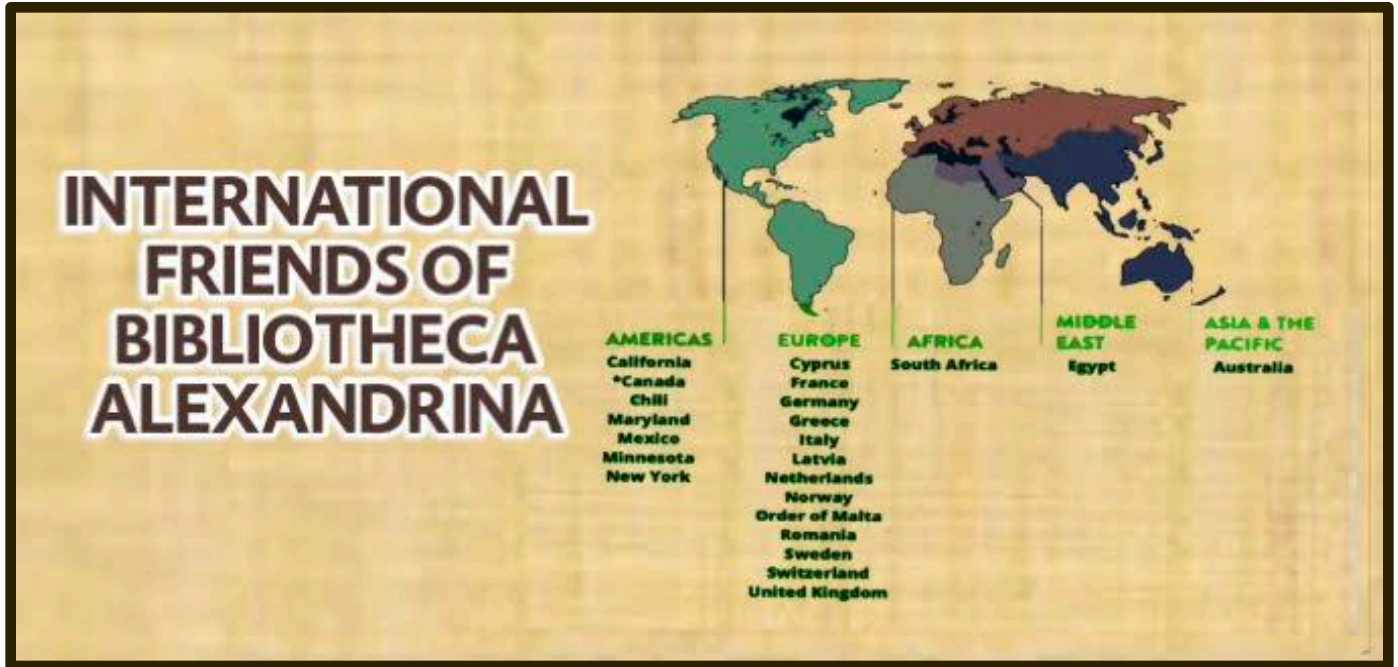 INTERNATIONAL
FRIENDS OF
BIBLIOTHECA
ALEXANDRINA
AMERICAS
California
*Canada
Chili
Maryland
Mexico
Minnesota
New York
EUROPE
Cyprus
France
Germany
Greece
Italy
Latvia
Netherlands
Norway
Order of Malta
Romania
Sweden
Switzerland
United Kingdom
AFRICA
South Africa
MIDDLE
EAST
Egypt
ASIA & THE
PACIFIC
Australia